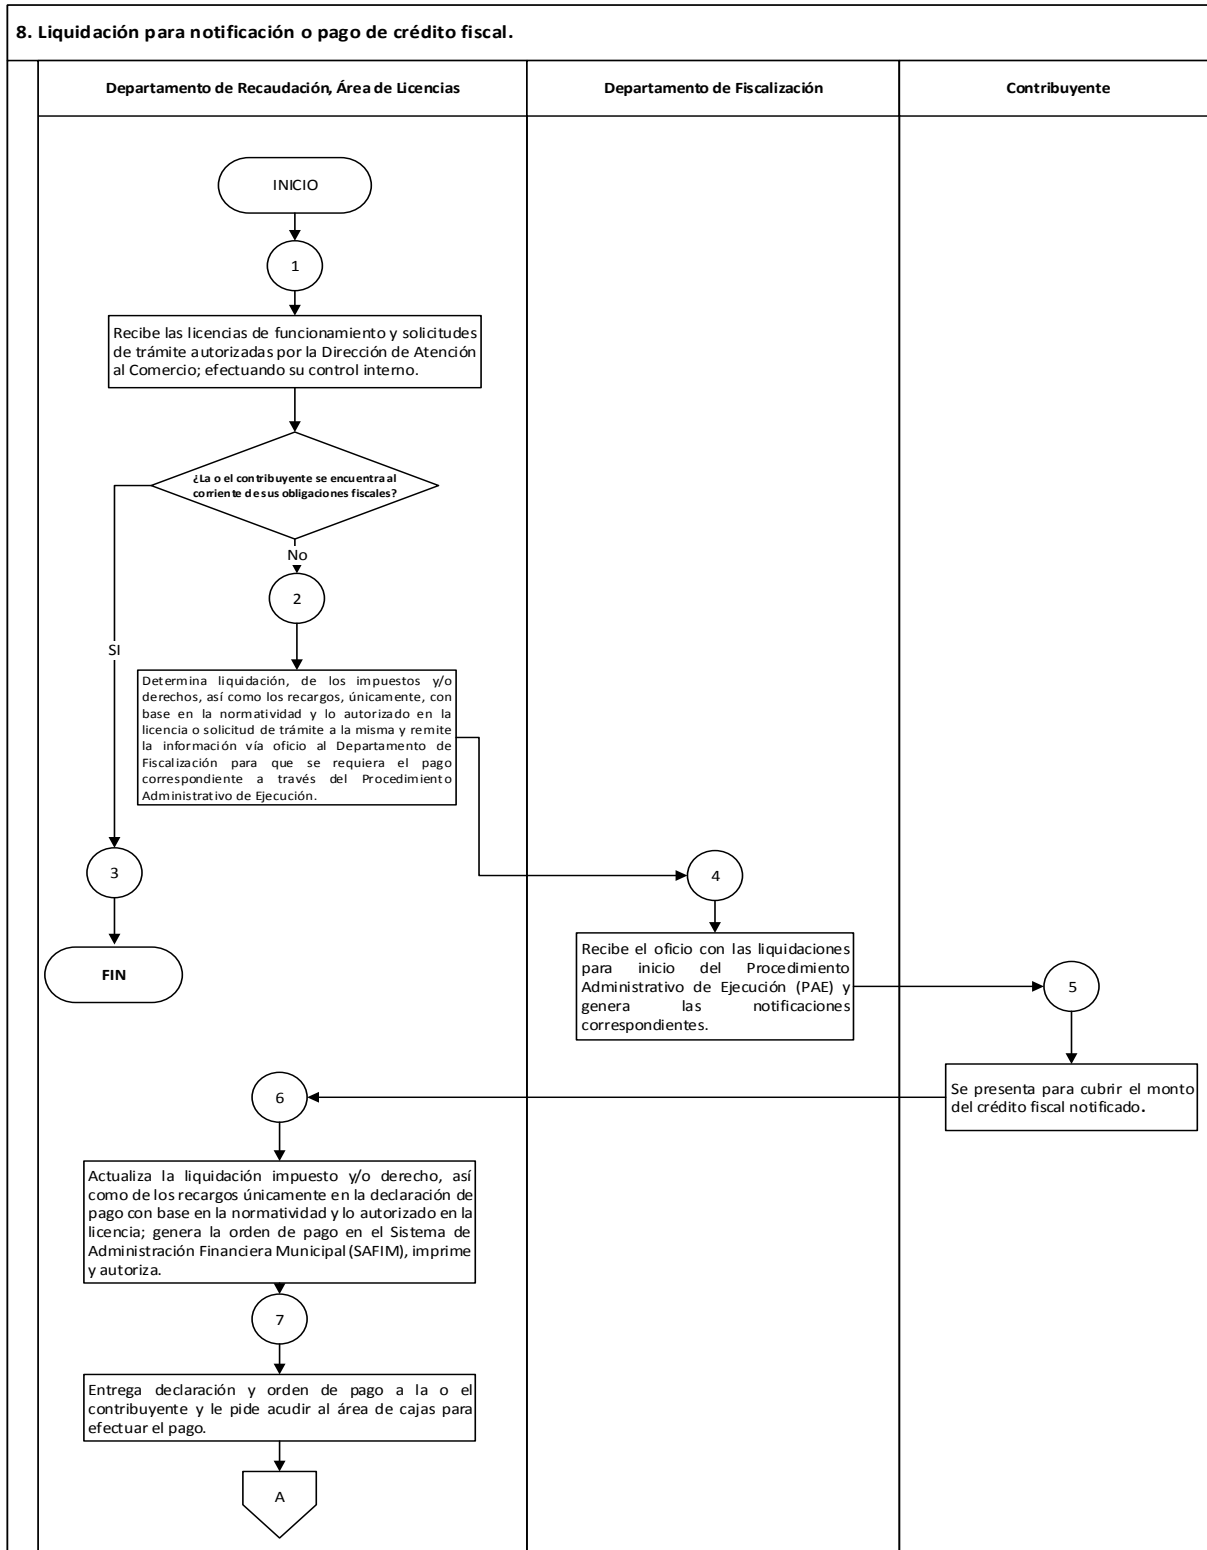 8. Liquidación para notificación o pago de crédito fiscal.
Departamento de Recaudación, Área de Licencias
Departamento de Fiscalización
Contribuyente
INICIO
1
Recibe las licencias de funcionamiento y solicitudes
de trámite autorizadas por la Dirección de Atención
al Comercio; efectuando su control interno.
¿La o el contribuyente se encuentra al
corriente de sus obligaciones fiscales?
No
2
SI
Determina liquidación, de los impuestos y/o
derechos, así como los recargos, únicamente, con
base en la normatividad y lo autorizado en la
licencia o solicitud de trámite a la misma y remite
la información vía oficio al Departamento de
Fiscalización para que se requiera el pago
correspondiente a través del Procedimiento
Administrativo de Ejecución.
3
4
FIN
Recibe el oficio con las liquidaciones
para inicio del Procedimiento
Administrativo de Ejecución (PAE) y
genera las notificaciones
correspondientes.
5
Se presenta para cubrir el monto
del crédito fiscal notificado.
6
Actualiza la liquidación impuesto y/o derecho, así
como de los recargos únicamente en la declaración de
pago con base en la normatividad y lo autorizado en la
licencia; genera la orden de pago en el Sistema de
Administración Financiera Municipal (SAFIM), imprime
y autoriza.
7
Entrega declaración y orden de pago a la o el
contribuyente y le pide acudir al área de cajas para
efectuar el pago.
A